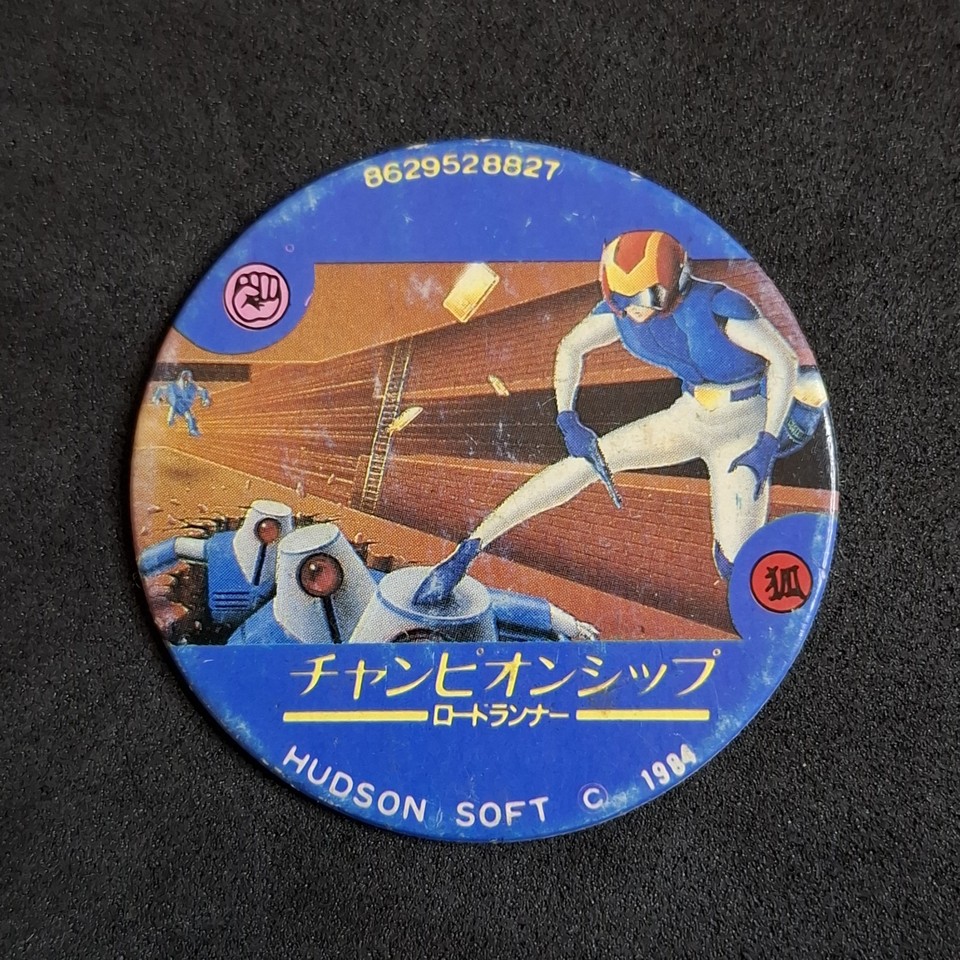 8629528827
狐
チャンピオンシップ
ロードランナー
HUDSON SOFT © 1984